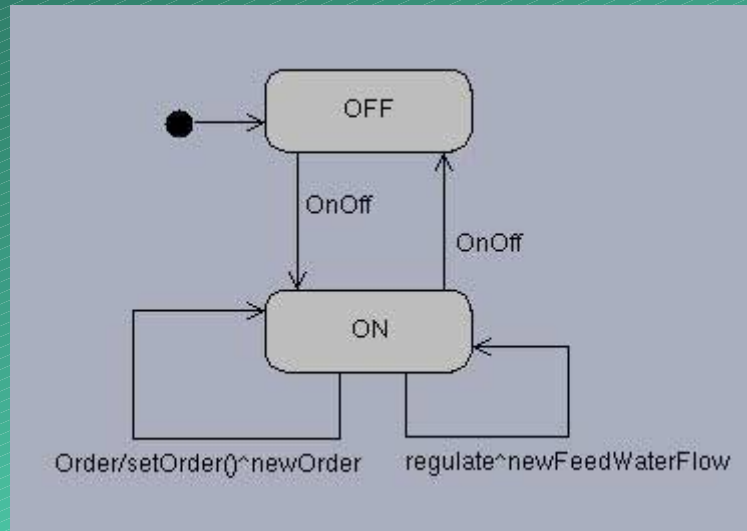 OFF
OnOff
OnOff
ON
Order/setOrder()^newOrder
regulate^newFeedWaterFlow